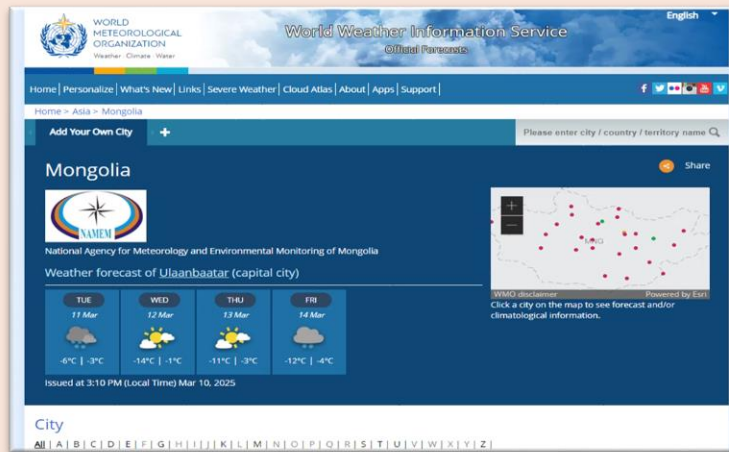 WORLD
METEOROLOGICAL
ORGANIZATION
Weather Climate Water
World Weather Information Service
Official Forecasts
English
Home | Personalize | What's New | Links | Severe Weather | Cloud Atlas | About | Apps | Support |
Home > Asia > Mongolia
Add Your Own City +
Please enter city / country / territory name
Mongolia
Share
NAMEM
National Agency for Meteorology and Environmental Monitoring of Mongolia
Weather forecast of Ulaanbaatar (capital city)
TUE WED THU FRI
11 Mar 12 Mar 13 Mar 14 Mar
-6°C | -3°C -14°C | -1°C -11°C | -3°C -12°C | -4°C
Issued at 3:10 PM (Local Time) Mar 10, 2025
+
−
MNG
WMO disclaimer Powered by Esri
Click a city on the map to see forecast and/or
climatological information.
City
All | A | B | C | D | E | F | G | H | I | J | K | L | M | N | O | P | Q | R | S | T | U | V | W | X | Y | Z |